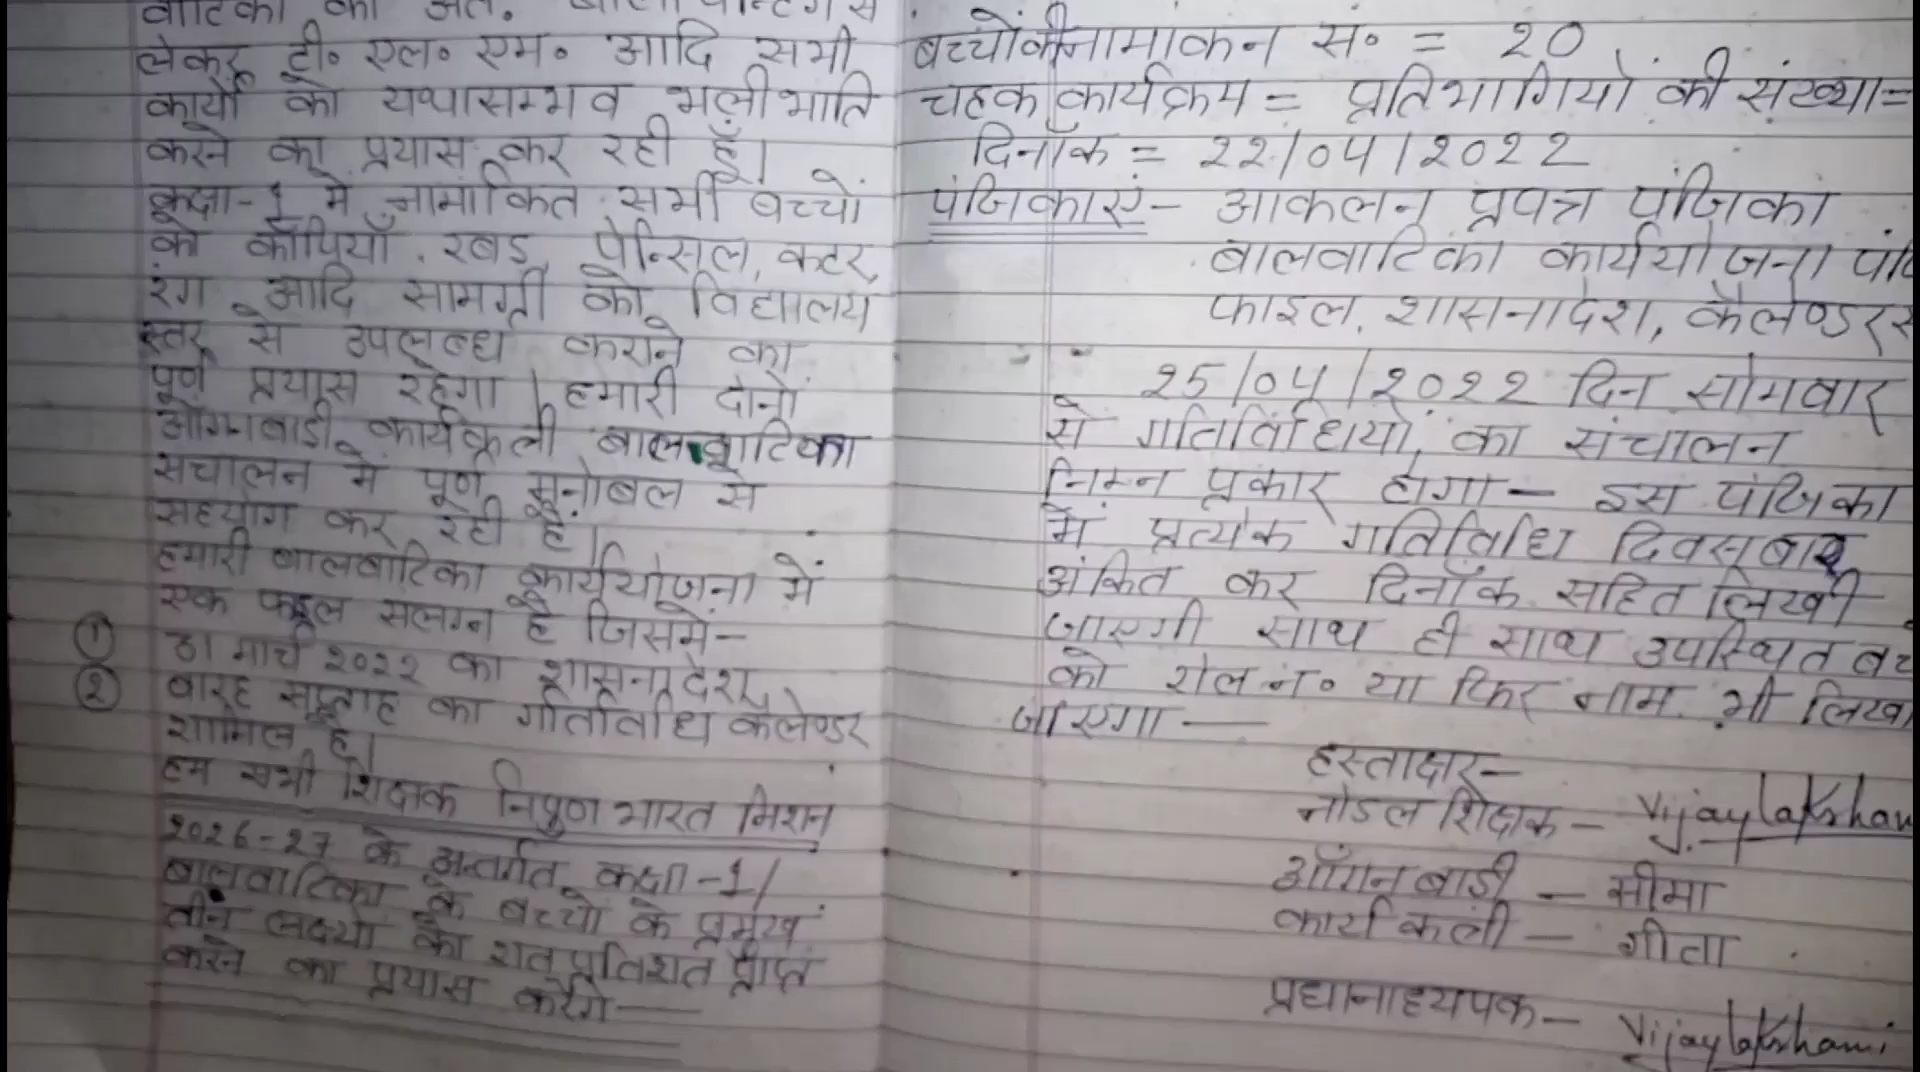 लेकर टी० एल० एम० आदि सभी
कार्यो को यथासम्भव भलीभाति
करने का प्रयास कर रही हूँ।
कक्षा-1 मे नामांकित सभी बच्चों
को कॉपियाँ, रबड, पेन्सिल, कटर,
रंग आदि सामग्री को विद्यालय
स्तर से उपलब्ध कराने का
पूर्ण प्रयास रहेगा। हमारी दोनों
आँगनबाडी कार्यकत्री बालवाटिका
संचालन मे पूर्ण मनोबल से
सहयोग कर रही है।
हमारी बालवाटिका कार्ययोजना में
एक फाइल सलग्न है जिसमे-
① 31 मार्च 2022 का शासनादेश,
② बारह सप्ताह का गतिविधि कैलेण्डर
शामिल है।
हम सभी शिक्षक निपुण भारत मिशन
2026-27 के अन्तर्गत कक्षा-1/
बालवाटिका के बच्चों के प्रमुख
तीन लक्ष्यो को शत प्रतिशत प्राप्त
करने का प्रयास करेंगे—
बच्चोंकी नामाकन सं० = 20
चहक कार्यक्रम = प्रतिभागियों की संख्या=
दिनाँक = 22/04/2022
पंजिकाएं- आकलन प्रपत्र पंजिका
बालवाटिका कार्ययोजना
फाइल, शासनादेश, कैलेण्डर
25/04/2022 दिन सोमवार
से गतिविधियों का संचालन
निम्न प्रकार होगा— इस पंजिका
में प्रत्येक गतिविधि दिवसवार
अंकित कर दिनाँक सहित लिखी
जाएगी साथ ही साथ उपस्थित
को रोल नं० या फिर नाम भी लिखा
जाएगा—
हस्ताक्षर-
नोडल शिक्षक- Vijaylakshami
आँगनबाडी — सीमा
कार्यकत्री — गीता
प्रधानाध्यपक- Vijaylakshami